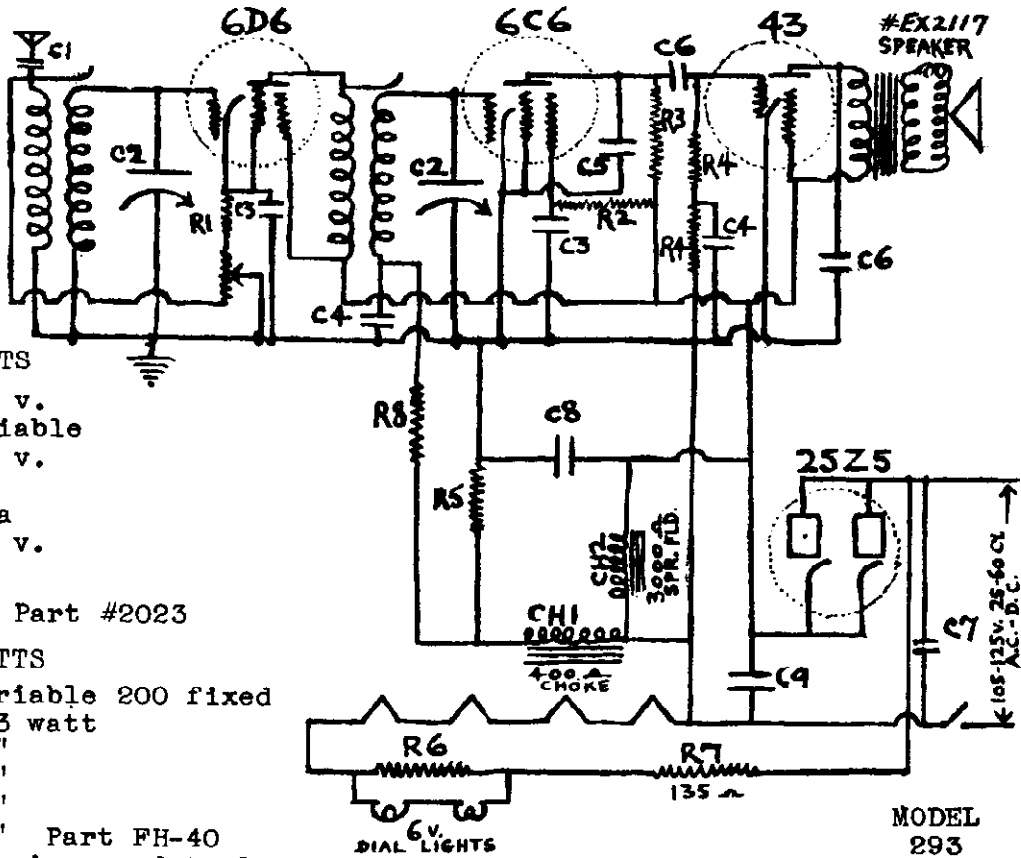 6D6
6C6
43
#EX2117
SPEAKER
C1
C6
C2
R1
C3
C2
C5
R3
R2
C3
R4
R4
C4
C6
C4
TS
v.
iable
v.
a
v.
Part #2023
TTS
riable 200 fixed
3 watt
"
'
'
" Part FH-40
R8
C8
R5
25Z5
CH2
3000 Ω
SPR. FLD.
CH1
400 Ω
CHOKE
C9
C7
105-125V. 25-60 CY.
A.C.-D.C.
R6
R7
135 Ω
6 V.
DIAL LIGHTS
MODEL
293